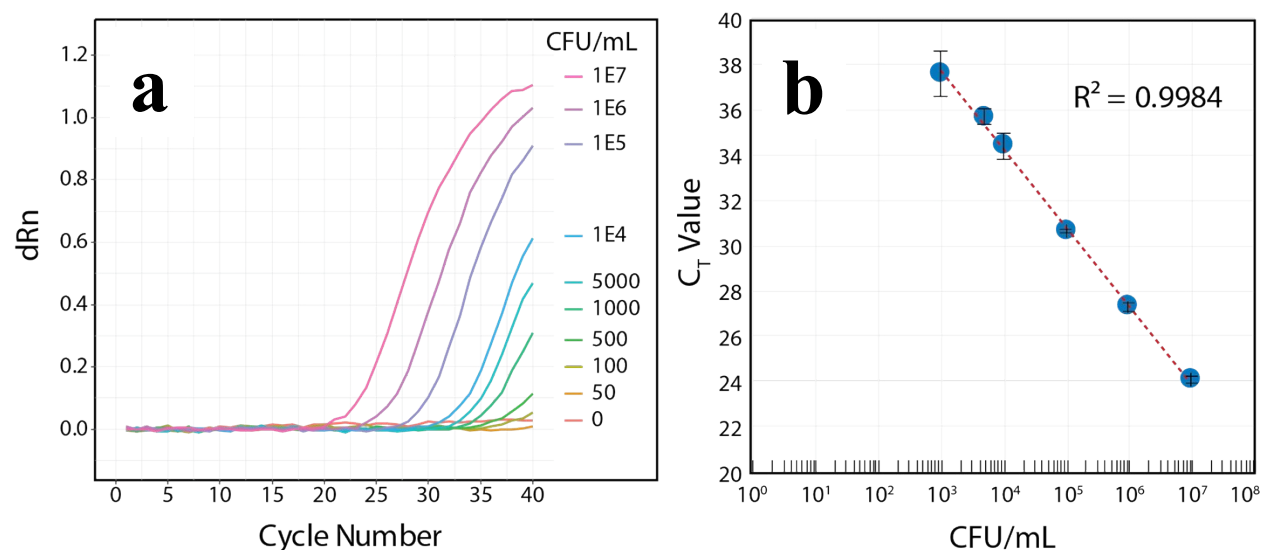 a
dRn
1.2
1.0
0.8
0.6
0.4
0.2
0.0
0 5 10 15 20 25 30 35 40
Cycle Number
CFU/mL
1E7
1E6
1E5
1E4
5000
1000
500
100
50
0
b
R² = 0.9984
C_T Value
40
38
36
34
32
30
28
26
24
22
20
10⁰ 10¹ 10² 10³ 10⁴ 10⁵ 10⁶ 10⁷ 10⁸
CFU/mL